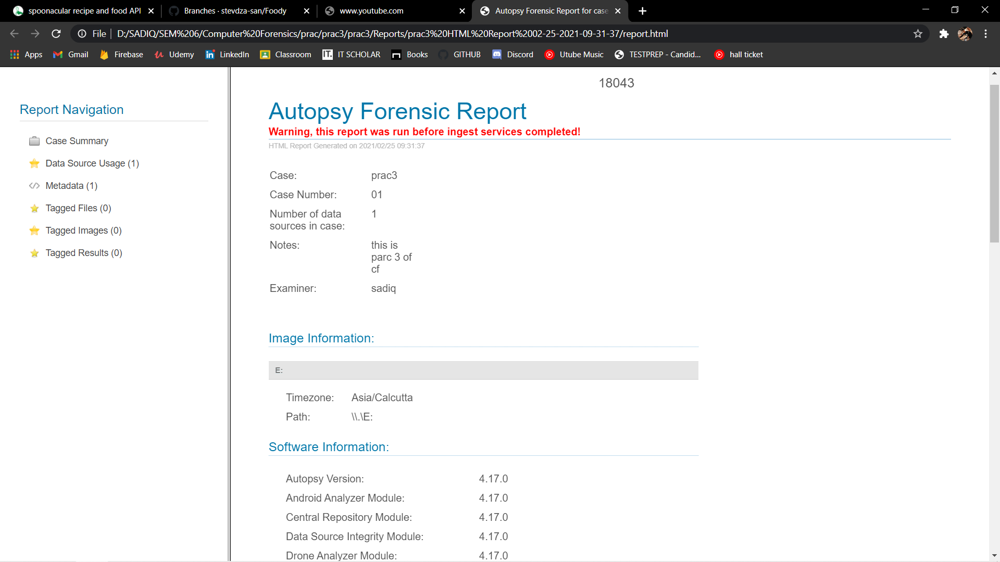 spoonacular recipe and food API
Branches · stevdza-san/Foody
www.youtube.com
Autopsy Forensic Report for case
File
D:/SADIQ/SEM%206/Computer%20Forensics/prac/prac3/prac3/Reports/prac3%20HTML%20Report%2002-25-2021-09-31-37/report.html
Apps
Gmail
Firebase
Udemy
LinkedIn
Classroom
IT SCHOLAR
Books
GITHUB
Discord
Utube Music
TESTPREP - Candid...
hall ticket
Report Navigation
Case Summary
Data Source Usage (1)
Metadata (1)
Tagged Files (0)
Tagged Images (0)
Tagged Results (0)
18043
Autopsy Forensic Report
Warning, this report was run before ingest services completed!
HTML Report Generated on 2021/02/25 09:31:37
Case: prac3
Case Number: 01
Number of data 1
sources in case:
Notes: this is
parc 3 of
cf
Examiner: sadiq
Image Information:
E:
Timezone: Asia/Calcutta
Path: \\.\E:
Software Information:
Autopsy Version: 4.17.0
Android Analyzer Module: 4.17.0
Central Repository Module: 4.17.0
Data Source Integrity Module: 4.17.0
Drone Analyzer Module: 4.17.0